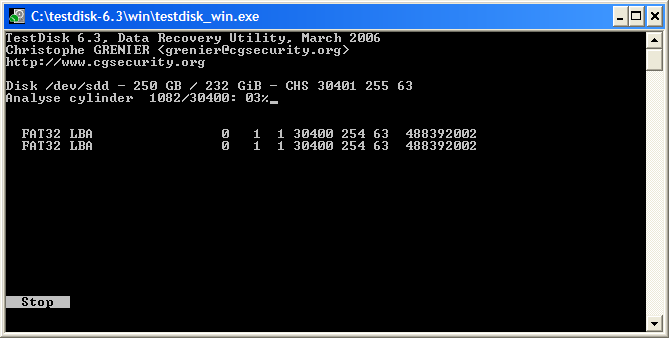 C:\testdisk-6.3\win\testdisk_win.exe
TestDisk 6.3, Data Recovery Utility, March 2006
Christophe GRENIER <grenier@cgsecurity.org>
http://www.cgsecurity.org
Disk /dev/sdd - 250 GB / 232 GiB - CHS 30401 255 63
Analyse cylinder  1082/30400: 03%_
FAT32 LBA                0   1  1 30400 254 63  488392002
FAT32 LBA                0   1  1 30400 254 63  488392002
Stop